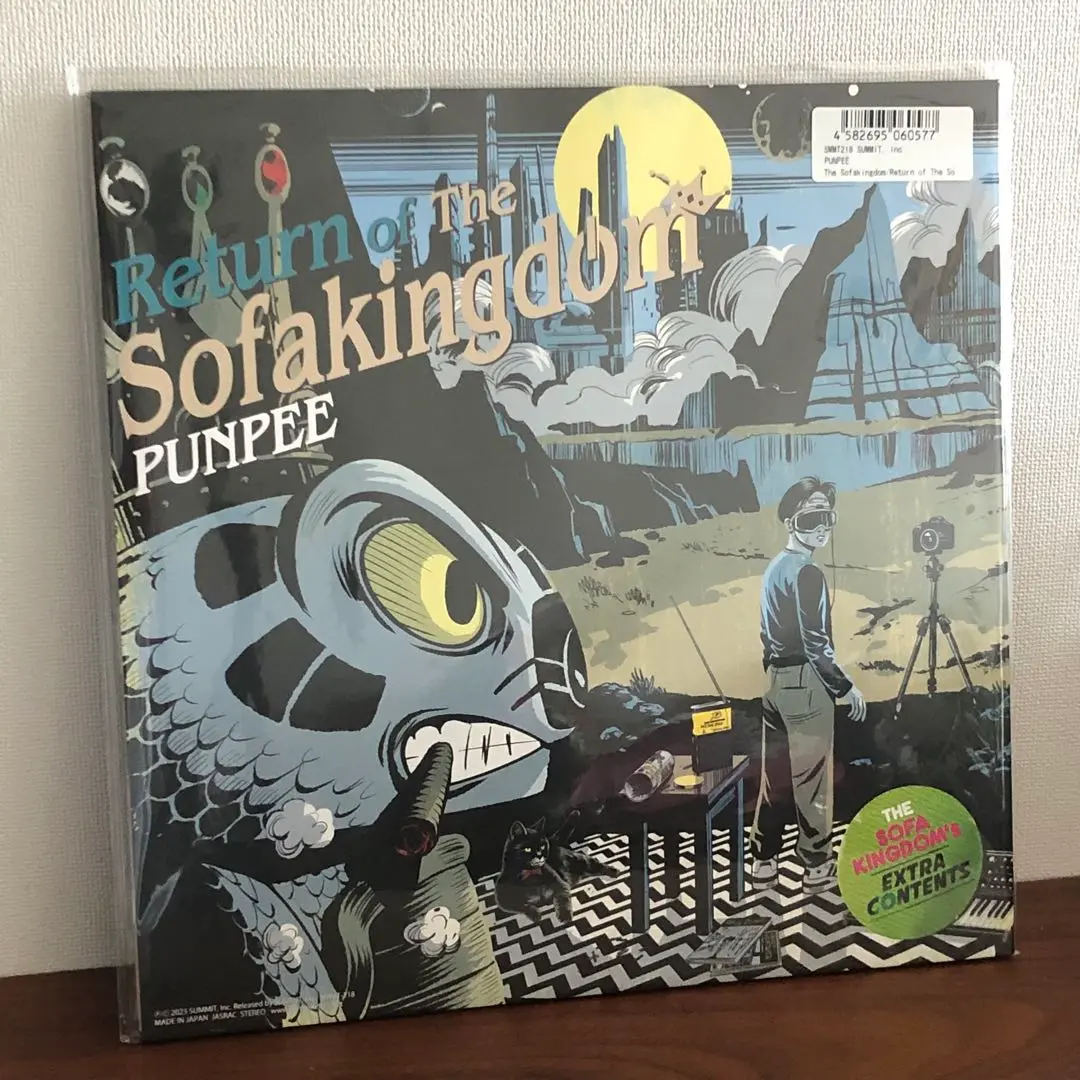 4 582695 060577
SMMT218 SUMMIT, Inc
PUNPEE
The Sofakingdom/Return of The So
Return of The
Sofakingdom
PUNPEE
THE
SOFA
KINGDOM'S
EXTRA
CONTENTS
℗© 2023 SUMMIT, Inc. Released by
MADE IN JAPAN JASRAC STEREO